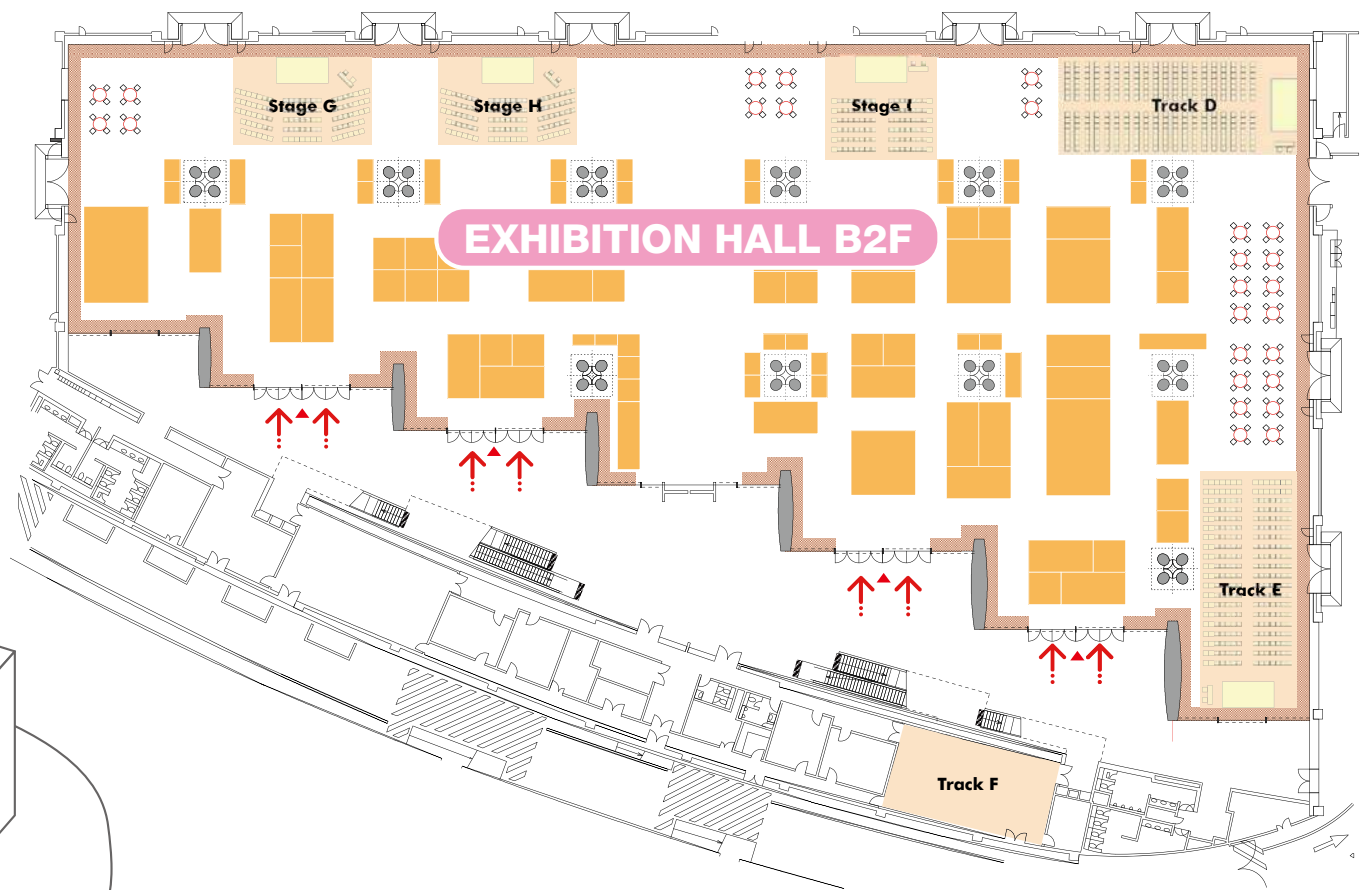 Stage G
Stage H
Stage I
Track D
EXHIBITION HALL B2F
Track E
Track F